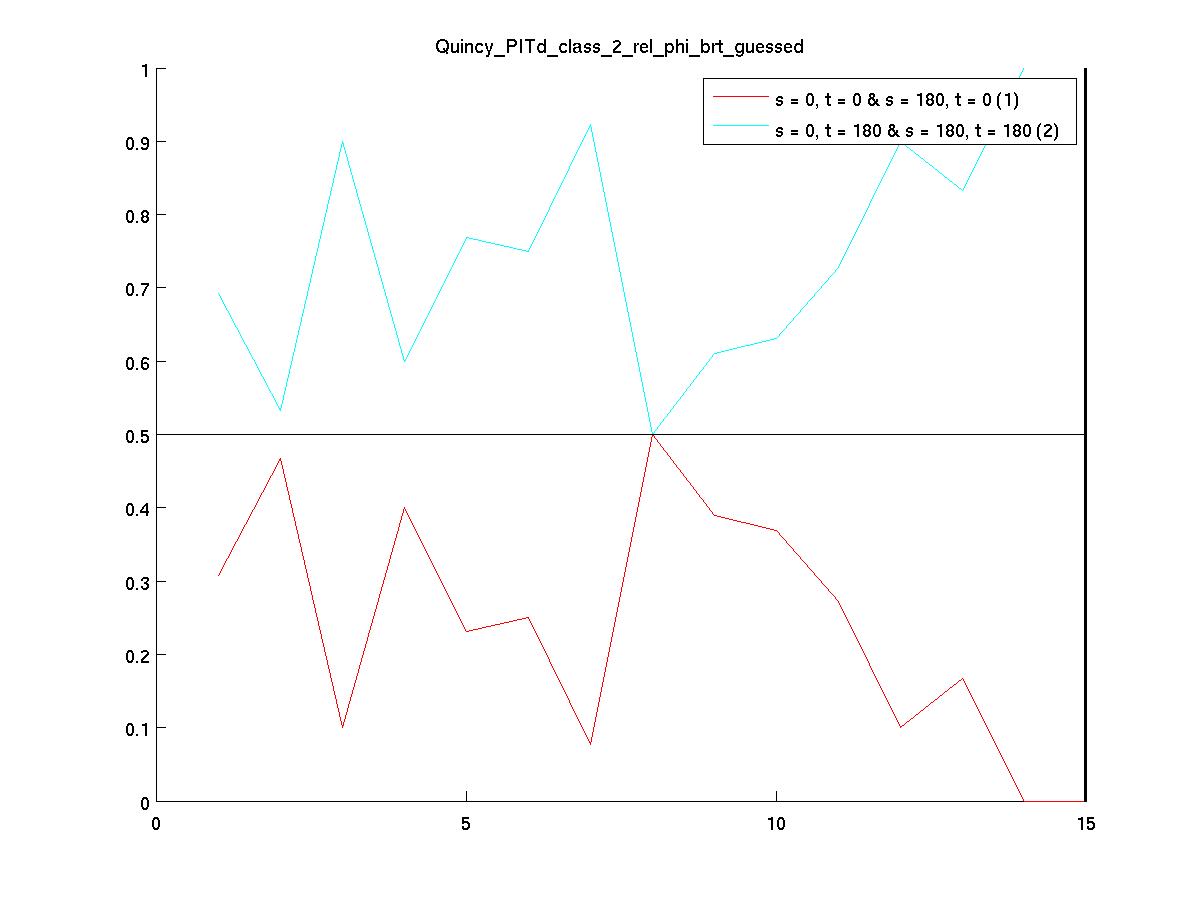 Quincy_PITd_class_2_rel_phi_brt_guessed
1
s = 0, t = 0 & s = 180, t = 0 (1)
s = 0, t = 180 & s = 180, t = 180 (2)
0.9
0.8
0.7
0.6
0.5
0.4
0.3
0.2
0.1
0
0 5 10 15